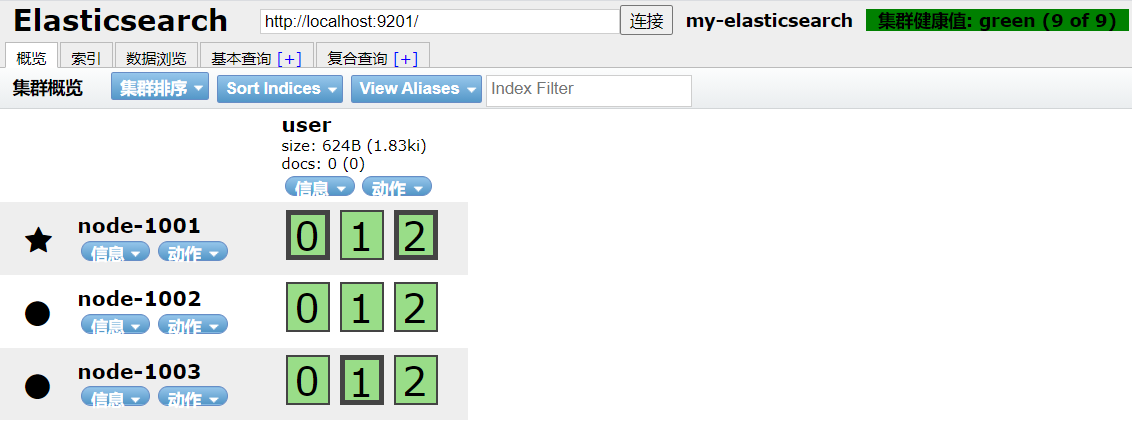 Elasticsearch http://localhost:9201/ 连接 my-elasticsearch 集群健康值: green (9 of 9)
概览 索引 数据浏览 基本查询 [+] 复合查询 [+]
集群概览 集群排序 Sort Indices View Aliases Index Filter
user
size: 624B (1.83ki)
docs: 0 (0)
信息 动作
node-1001 0 1 2
信息 动作
node-1002 0 1 2
信息 动作
node-1003 0 1 2
信息 动作